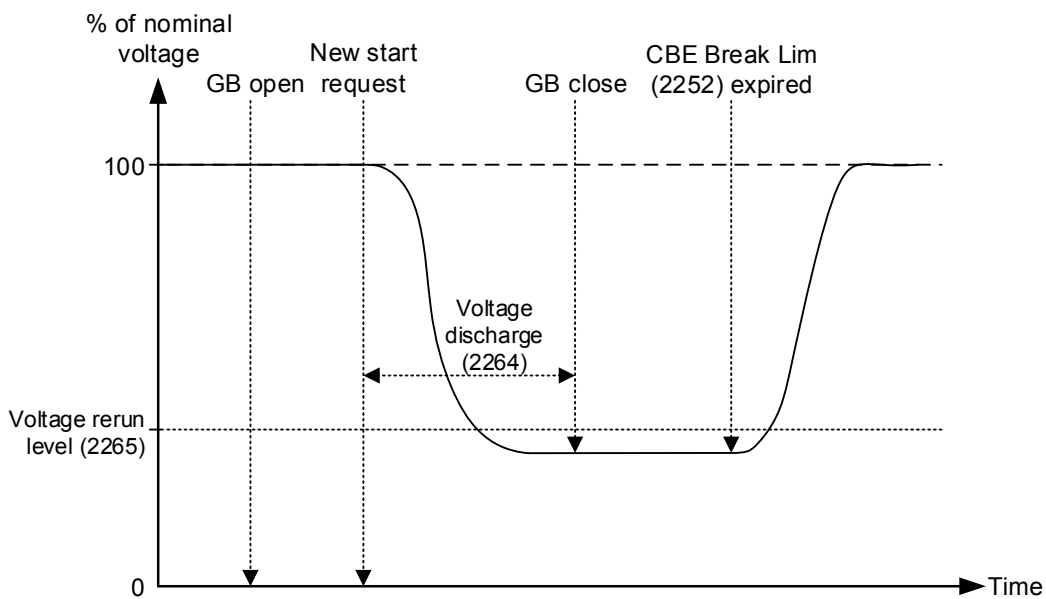 % of nominal
voltage
GB open
New start
request
GB close
CBE Break Lim
(2252) expired
100
Voltage
discharge
(2264)
Voltage rerun
level (2265)
0
Time